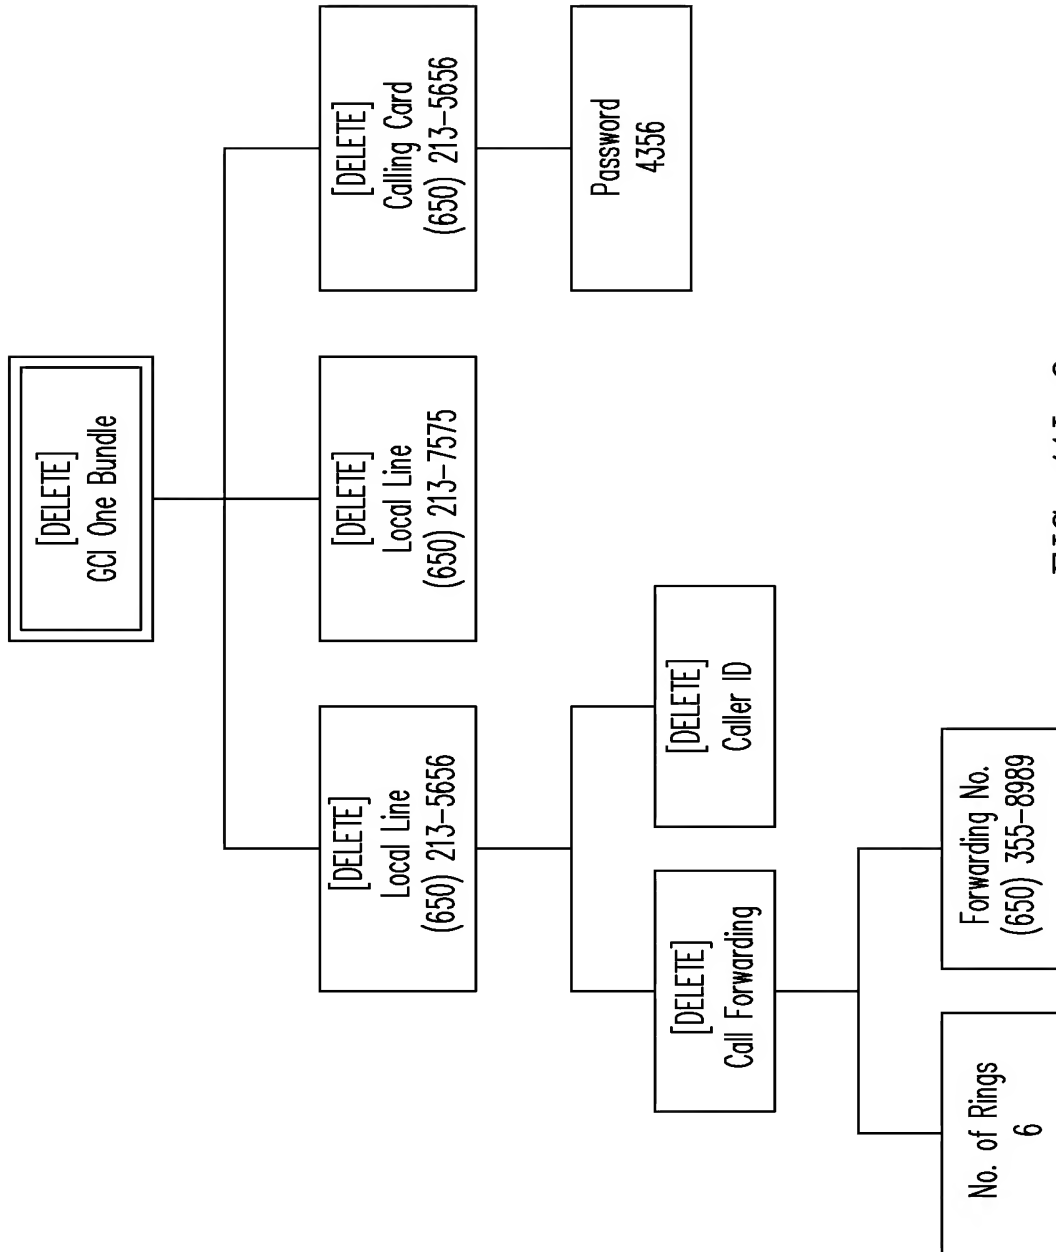 [DELETE]
GCI One Bundle
[DELETE]
Local Line
(650) 213-5656
[DELETE]
Local Line
(650) 213-7575
[DELETE]
Calling Card
(650) 213-5656
[DELETE]
Call Forwarding
[DELETE]
Caller ID
Password
4356
No. of Rings
6
Forwarding No.
(650) 355-8989